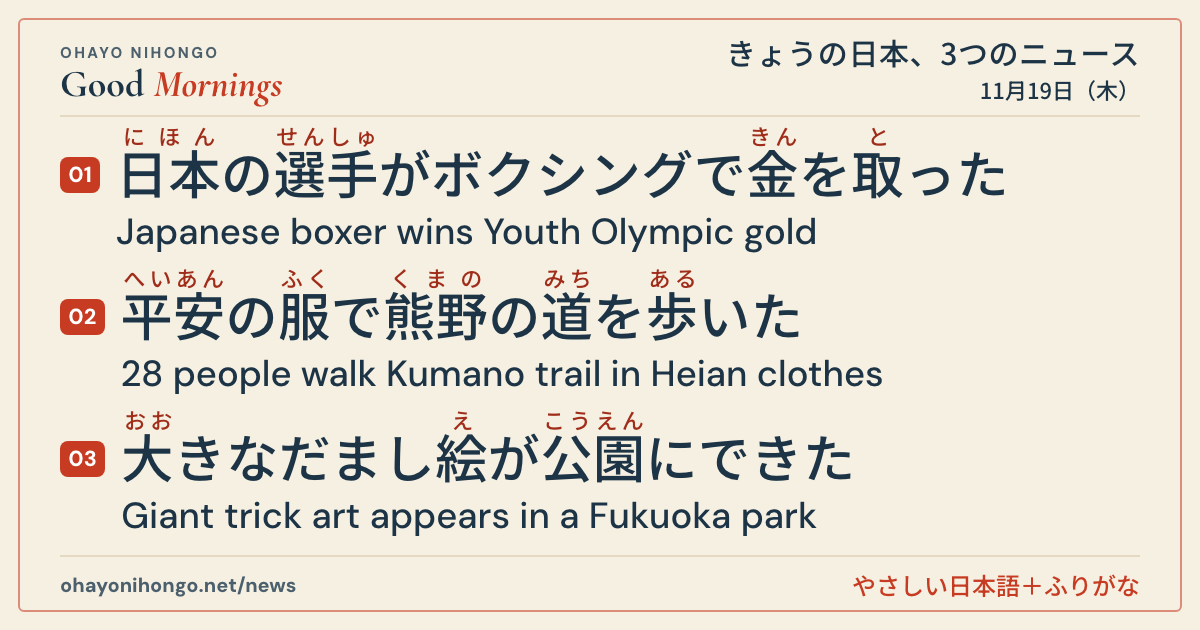 OHAYO NIHONGO
Good Mornings
きょうの日本、3つのニュース
11月19日（木）
にほん せんしゅ きん と
01 日本の選手がボクシングで金を取った
Japanese boxer wins Youth Olympic gold
へいあん ふく くまの みち ある
02 平安の服で熊野の道を歩いた
28 people walk Kumano trail in Heian clothes
おお え こうえん
03 大きなだまし絵が公園にできた
Giant trick art appears in a Fukuoka park
ohayonihongo.net/news
やさしい日本語＋ふりがな